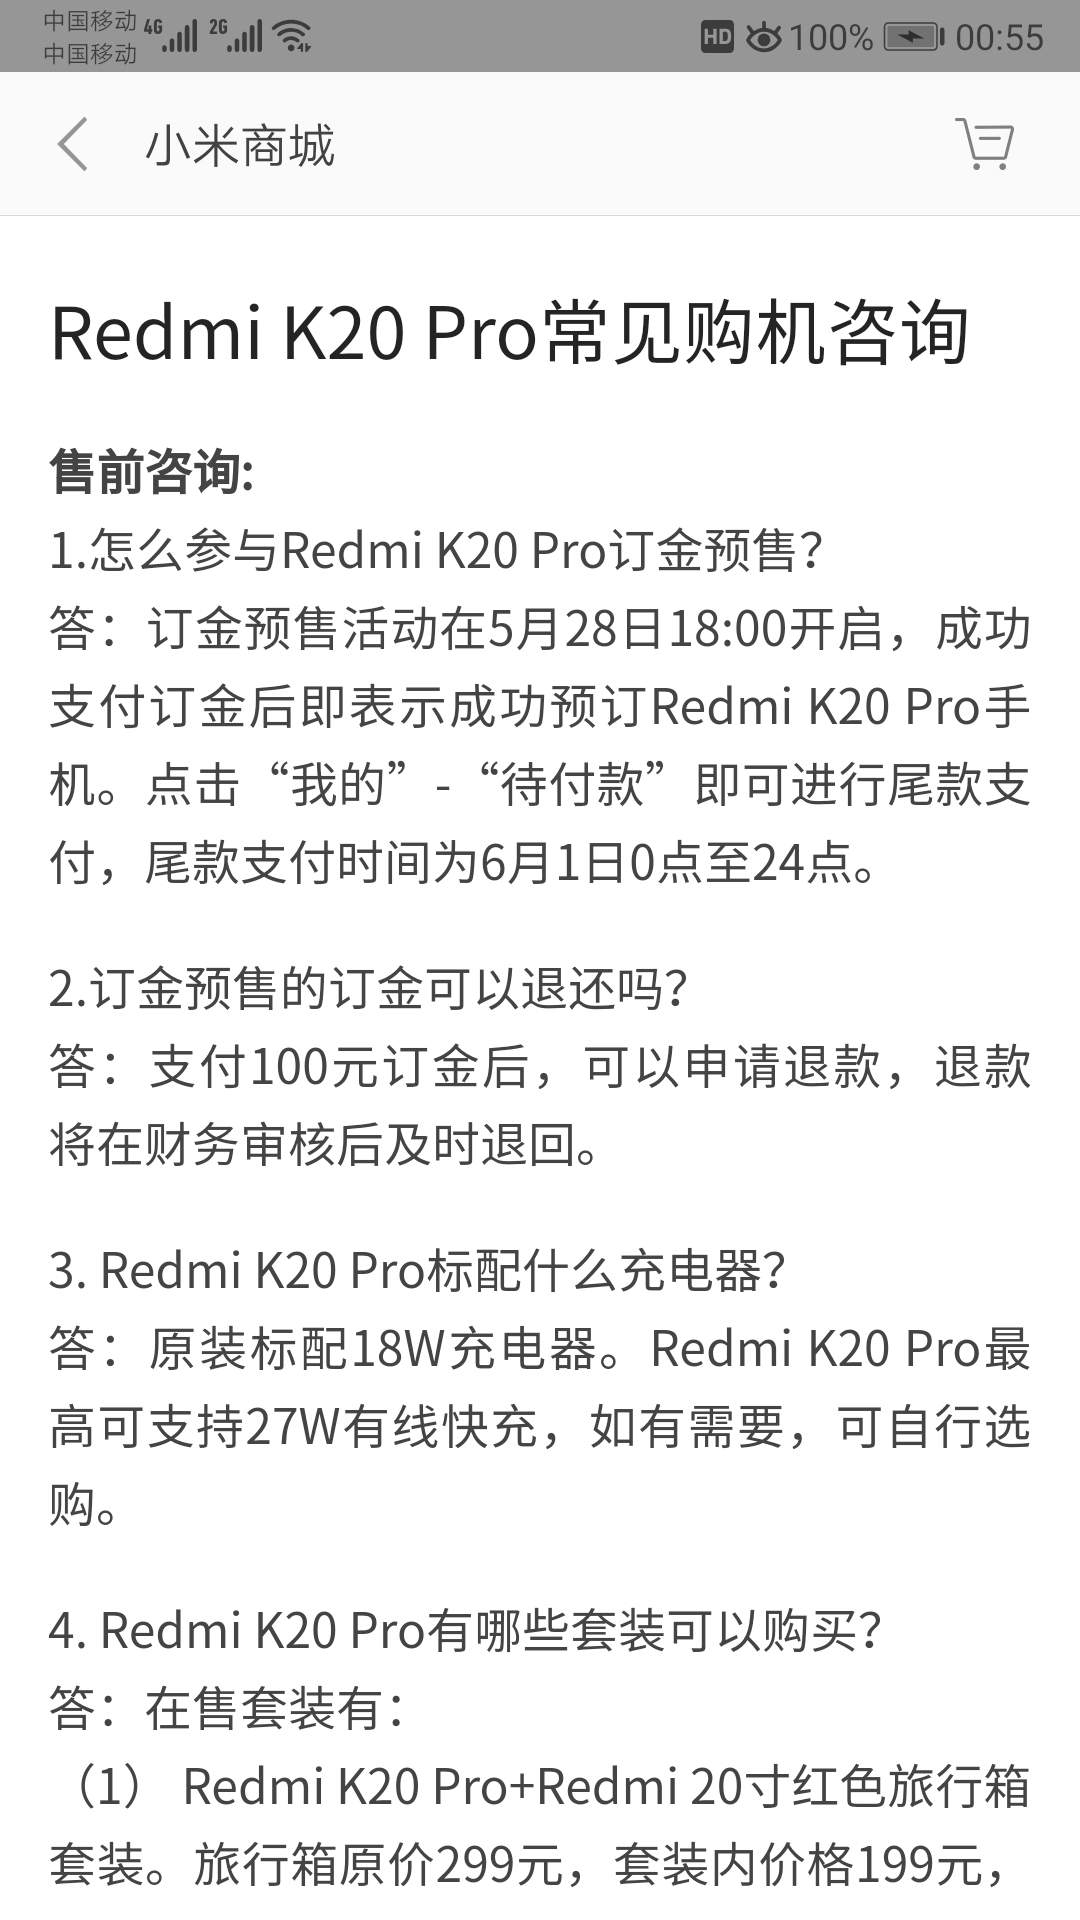 中国移动 4G 2G HD 100% 00:55
中国移动
小米商城
Redmi K20 Pro常见购机咨询
售前咨询:
1.怎么参与Redmi K20 Pro订金预售?
答：订金预售活动在5月28日18:00开启，成功
支付订金后即表示成功预订Redmi K20 Pro手
机。点击“我的”-“待付款”即可进行尾款支
付，尾款支付时间为6月1日0点至24点。
2.订金预售的订金可以退还吗?
答：支付100元订金后，可以申请退款，退款
将在财务审核后及时退回。
3. Redmi K20 Pro标配什么充电器?
答：原装标配18W充电器。Redmi K20 Pro最
高可支持27W有线快充，如有需要，可自行选
购。
4. Redmi K20 Pro有哪些套装可以购买?
答：在售套装有：
（1） Redmi K20 Pro+Redmi 20寸红色旅行箱
套装。旅行箱原价299元，套装内价格199元，